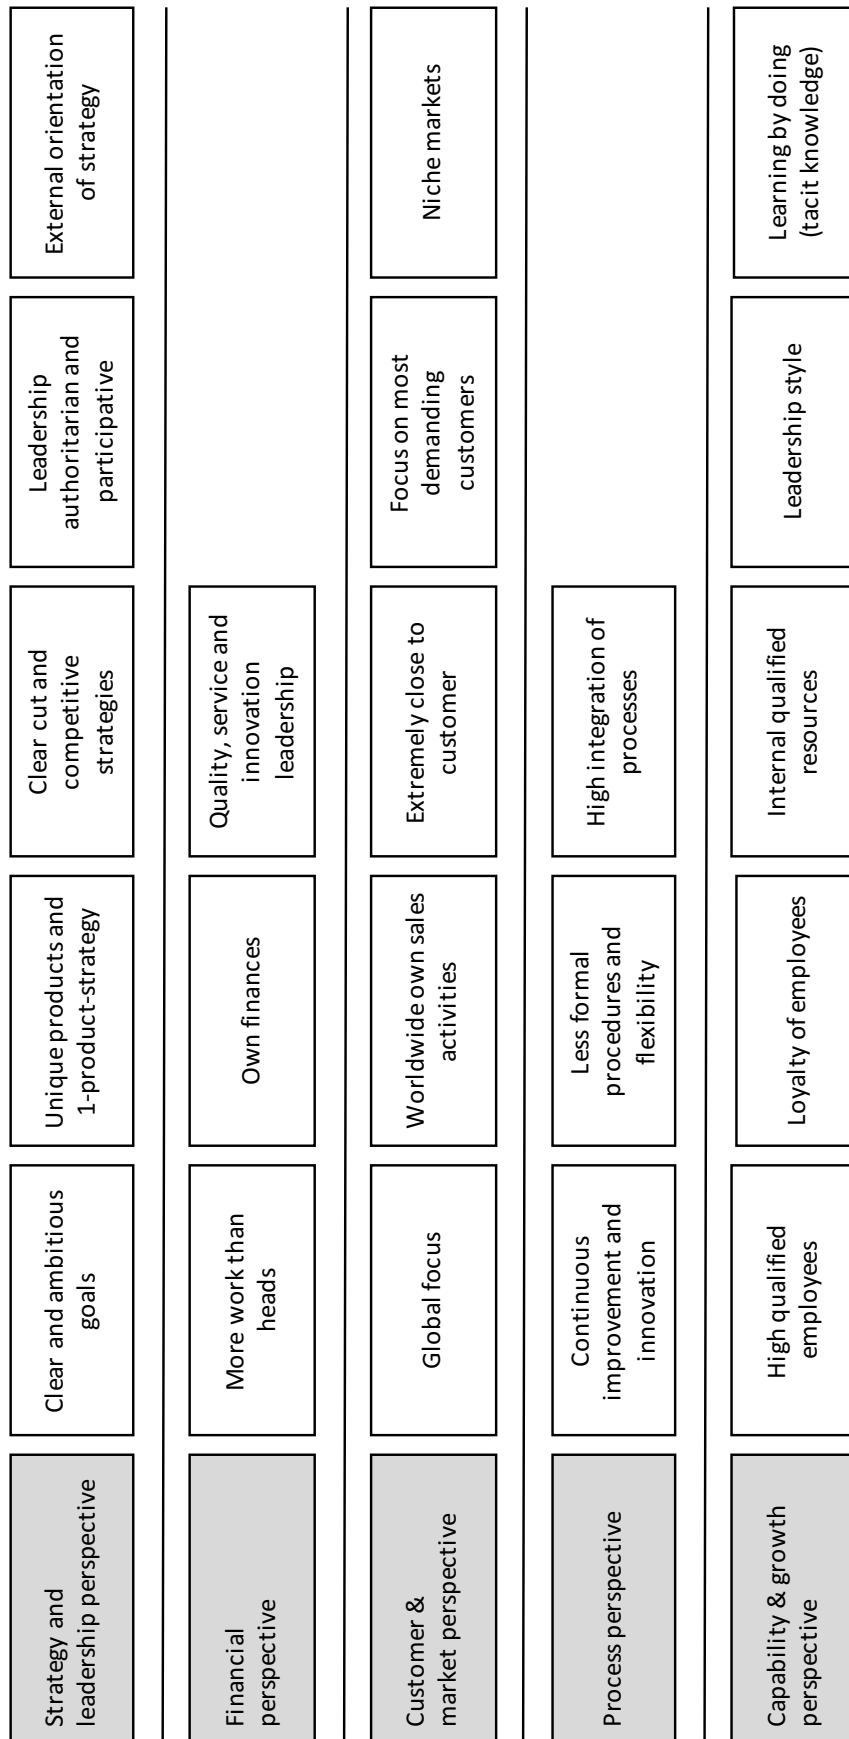 Strategy and
leadership perspective
Clear and ambitious
goals
Unique products and
1-product-strategy
Clear cut and
competitive
strategies
Leadership
authoritarian and
participative
External orientation
of strategy
Financial
perspective
More work than
heads
Own finances
Quality, service and
innovation
leadership
Customer &
market perspective
Global focus
Worldwide own sales
activities
Extremely close to
customer
Focus on most
demanding
customers
Niche markets
Process perspective
Continuous
improvement and
innovation
Less formal
procedures and
flexibility
High integration of
processes
Capability & growth
perspective
High qualified
employees
Loyalty of employees
Internal qualified
resources
Leadership style
Learning by doing
(tacit knowledge)